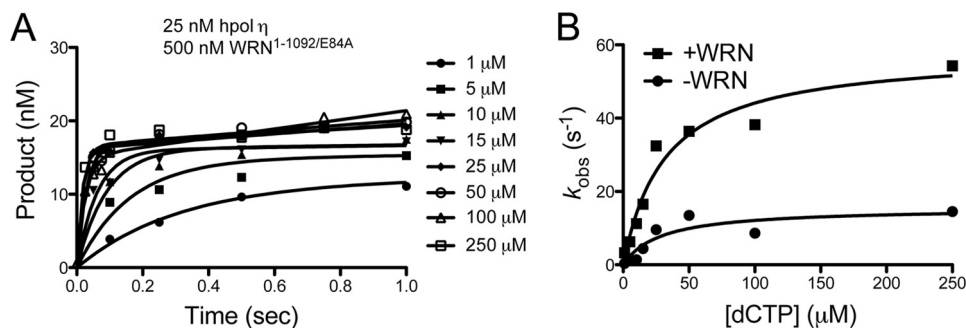 A
25 nM hpol η
500 nM WRN1-1092/E84A
Product (nM)
30
20
10
0
0.0 0.2 0.4 0.6 0.8 1.0
Time (sec)
1 μM
5 μM
10 μM
15 μM
25 μM
50 μM
100 μM
250 μM
B
+WRN
-WRN
kobs (s-1)
60
40
20
0
0 50 100 150 200 250
[dCTP] (μM)